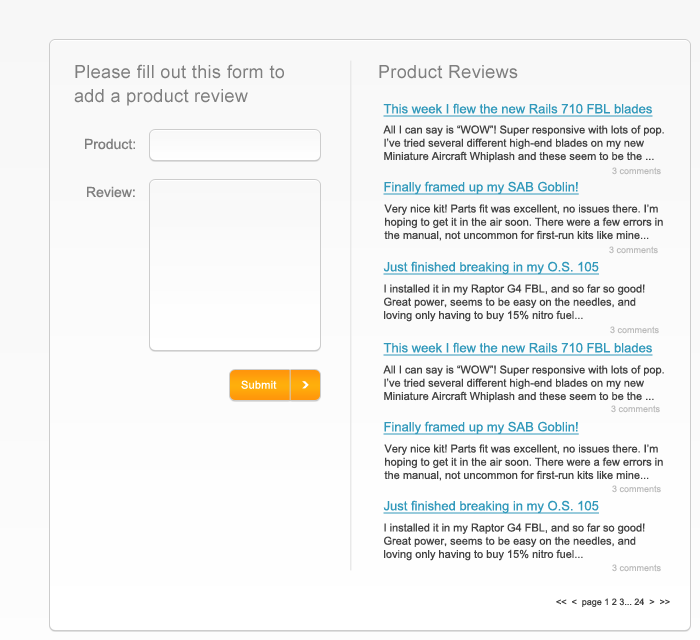 Please fill out this form to
add a product review
Product:
Review:
Submit >
Product Reviews
This week I flew the new Rails 710 FBL blades
All I can say is “WOW”! Super responsive with lots of pop.
I’ve tried several different high-end blades on my new
Miniature Aircraft Whiplash and these seem to be the ...
3 comments
Finally framed up my SAB Goblin!
Very nice kit! Parts fit was excellent, no issues there. I’m
hoping to get it in the air soon. There were a few errors in
the manual, not uncommon for first-run kits like mine...
3 comments
Just finished breaking in my O.S. 105
I installed it in my Raptor G4 FBL, and so far so good!
Great power, seems to be easy on the needles, and
loving only having to buy 15% nitro fuel...
3 comments
This week I flew the new Rails 710 FBL blades
All I can say is “WOW”! Super responsive with lots of pop.
I’ve tried several different high-end blades on my new
Miniature Aircraft Whiplash and these seem to be the ...
3 comments
Finally framed up my SAB Goblin!
Very nice kit! Parts fit was excellent, no issues there. I’m
hoping to get it in the air soon. There were a few errors in
the manual, not uncommon for first-run kits like mine...
3 comments
Just finished breaking in my O.S. 105
I installed it in my Raptor G4 FBL, and so far so good!
Great power, seems to be easy on the needles, and
loving only having to buy 15% nitro fuel...
3 comments
<< < page 1 2 3... 24 > >>